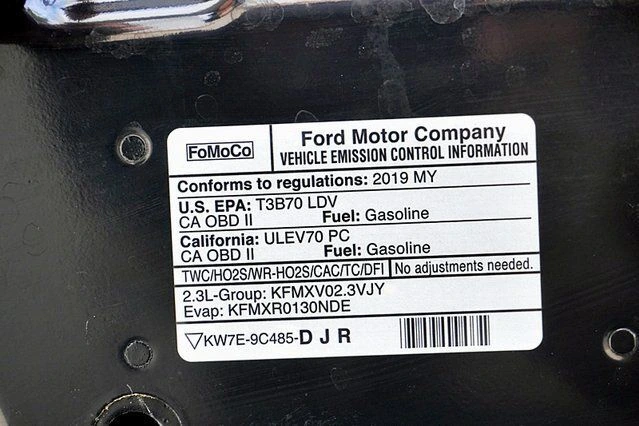 FoMoCo
Ford Motor Company
VEHICLE EMISSION CONTROL INFORMATION
Conforms to regulations: 2019 MY
U.S. EPA: T3B70 LDV
CA OBD II Fuel: Gasoline
California: ULEV70 PC
CA OBD II Fuel: Gasoline
TWC/HO2S/WR-HO2S/CAC/TC/DFI No adjustments needed.
2.3L-Group: KFMXV02.3VJY
Evap: KFMXR0130NDE
KW7E-9C485-D J R